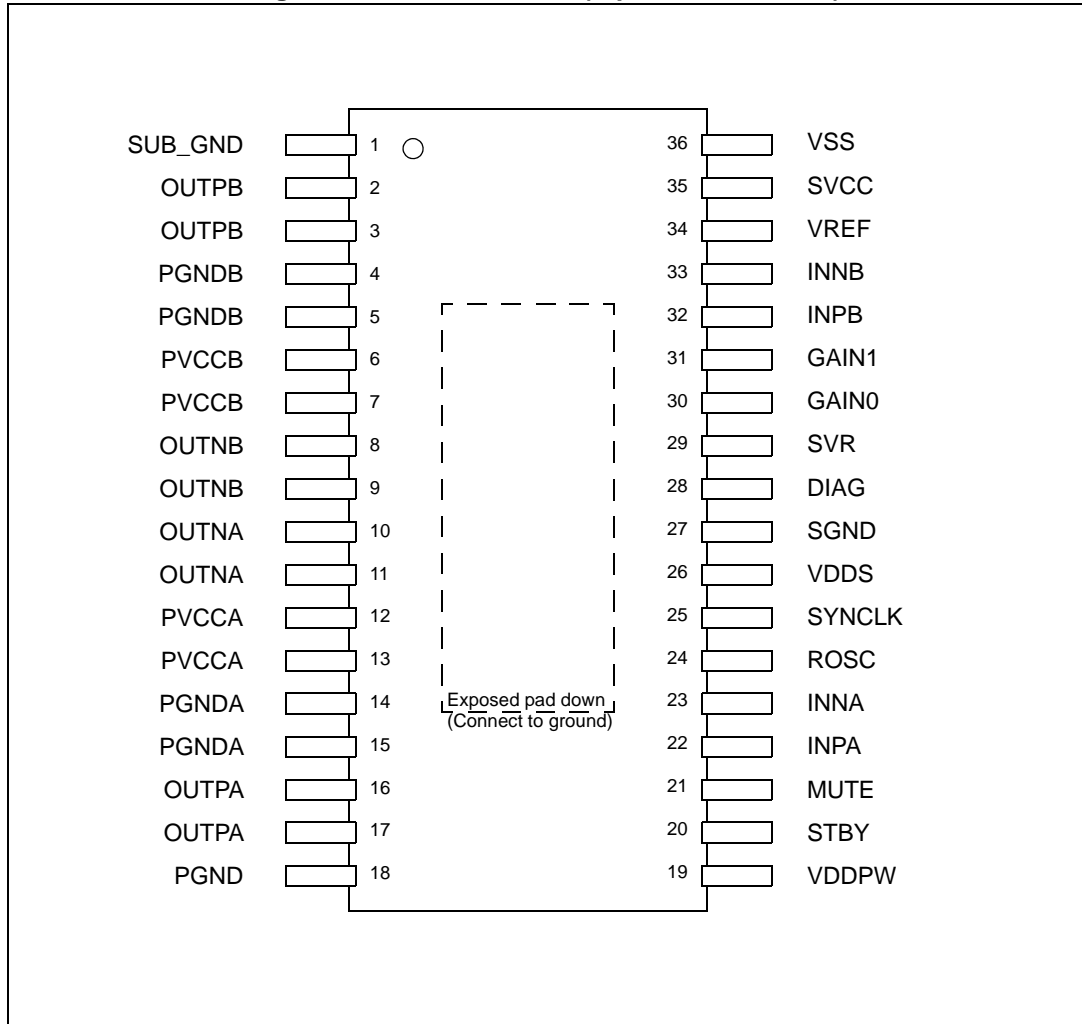 SUB_GND 1 36 VSS
OUTPB 2 35 SVCC
OUTPB 3 34 VREF
PGNDB 4 33 INNB
PGNDB 5 32 INPB
PVCCB 6 31 GAIN1
PVCCB 7 30 GAIN0
OUTNB 8 29 SVR
OUTNB 9 28 DIAG
OUTNA 10 27 SGND
OUTNA 11 26 VDDS
PVCCA 12 25 SYNCLK
PVCCA 13 24 ROSC
PGNDA 14 23 INNA
Exposed pad down
(Connect to ground)
PGNDA 15 22 INPA
OUTPA 16 21 MUTE
OUTPA 17 20 STBY
PGND 18 19 VDDPW